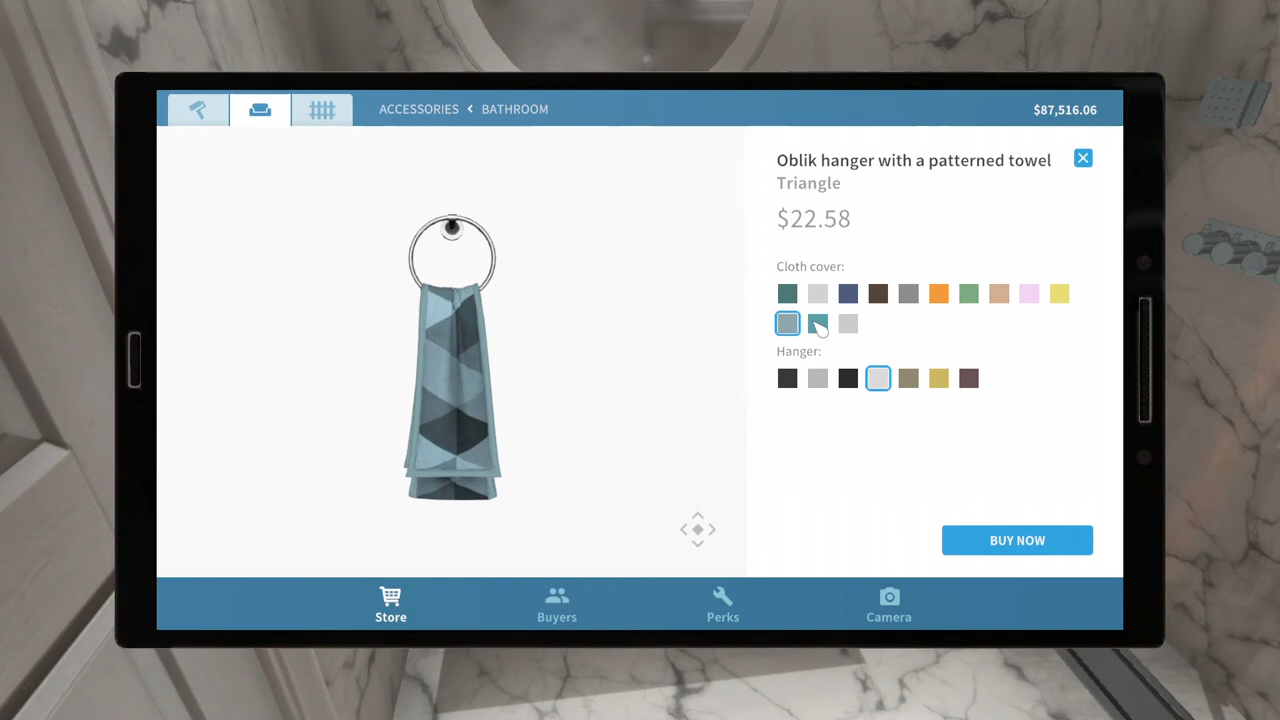 ACCESSORIES < BATHROOM
$87,516.06
Oblik hanger with a patterned towel
Triangle
$22.58
Cloth cover:
Hanger:
BUY NOW
Store
Buyers
Perks
Camera